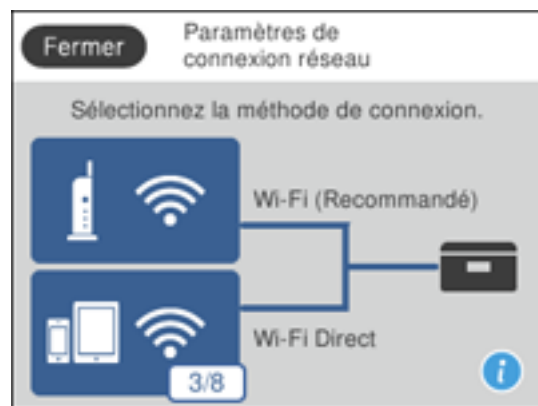 Fermer
Paramètres de
connexion réseau
Sélectionnez la méthode de connexion.
Wi-Fi (Recommandé)
Wi-Fi Direct
3/8
i